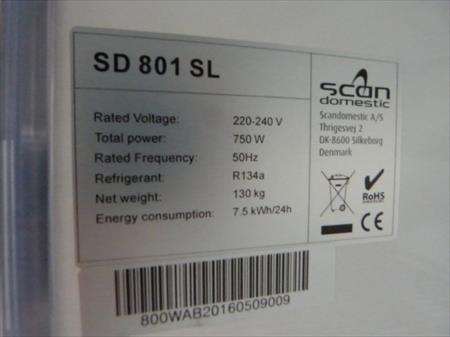 SD 801 SL
Rated Voltage: 220-240 V
Total power: 750 W
Rated Frequency: 50Hz
Refrigerant: R134a
Net weight: 130 kg
Energy consumption: 7.5 kWh/24h
scan
domestic
Scandomestic A/S
Thrigesvej 2
DK-8600 Silkeborg
Denmark
RoHS
CE
800WAB20160509009